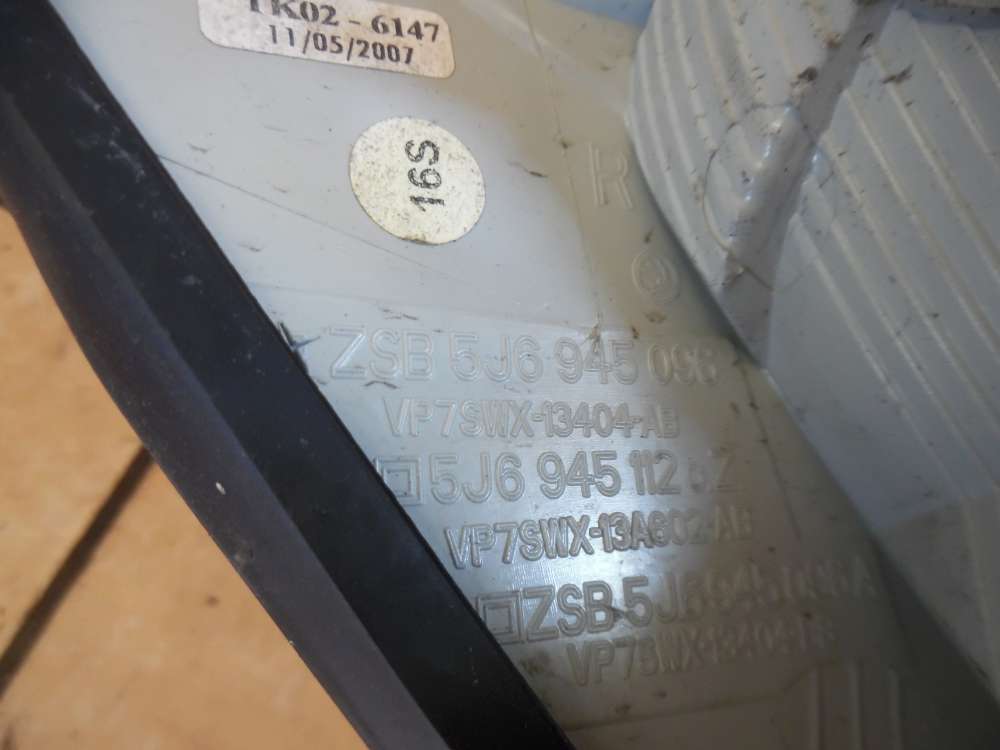 TK02 - 6147
11/05/2007
16S
R
ZSB 5J6 945 096
VP7SWX-13404-AB
5J6 945 112 Z
VP7SWX-13A602-AB
ZSB 5J6 945